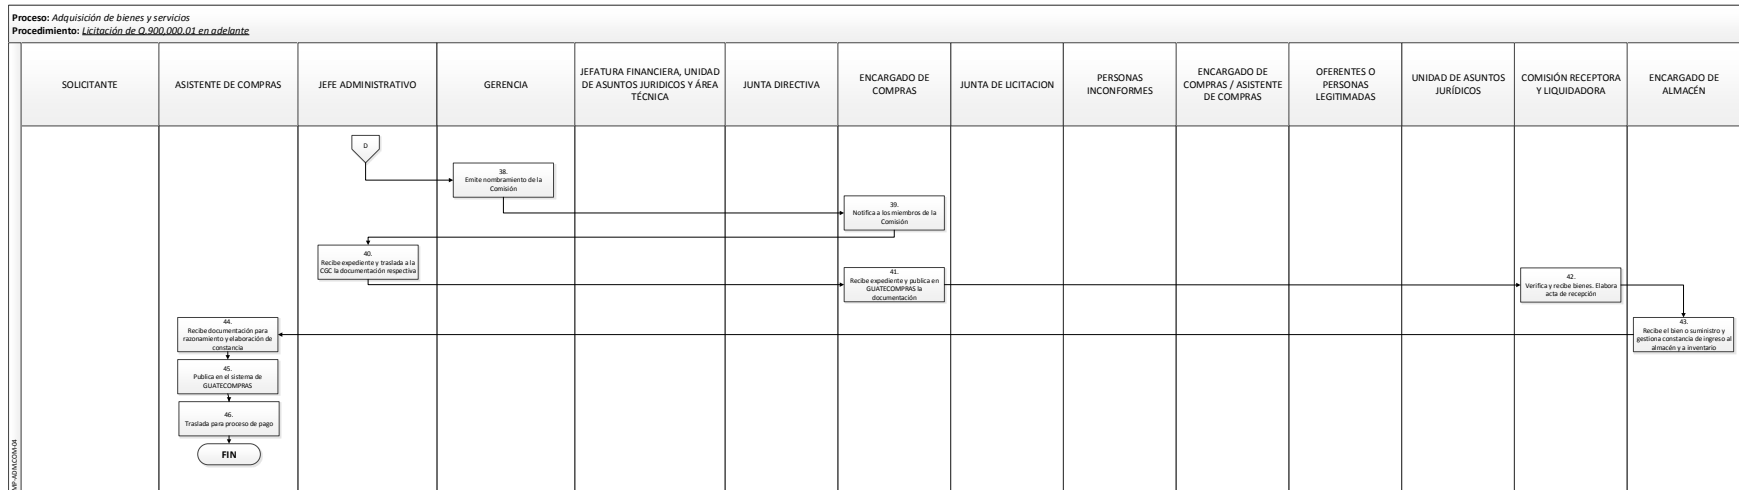 Proceso: Adquisición de bienes y servicios
Procedimiento: Licitación de Q.900,000.01 en adelante
SOLICITANTE
ASISTENTE DE COMPRAS
JEFE ADMINISTRATIVO
GERENCIA
JEFATURA FINANCIERA, UNIDAD
DE ASUNTOS JURIDICOS Y ÁREA
TÉCNICA
JUNTA DIRECTIVA
ENCARGADO DE
COMPRAS
JUNTA DE LICITACION
PERSONAS
INCONFORMES
ENCARGADO DE
COMPRAS / ASISTENTE
DE COMPRAS
OFERENTES O
PERSONAS
LEGITIMADAS
UNIDAD DE ASUNTOS
JURÍDICOS
COMISIÓN RECEPTORA
Y LIQUIDADORA
ENCARGADO DE
ALMACÉN
D
38.
Emite nombramiento de la
Comisión
39.
Notifica a los miembros de la
Comisión
40.
Recibe expediente y traslada a la
CGC la documentación respectiva
41.
Recibe expediente y publica en
GUATECOMPRAS la
documentación
42.
Verifica y recibe bienes. Elabora
acta de recepción
43.
Recibe el bien o suministro y
gestiona constancia de ingreso al
almacén y a inventario
44.
Recibe documentación para
razonamiento y elaboración de
constancia
45.
Publica en el sistema de
GUATECOMPRAS
46.
Traslada para proceso de pago
FIN